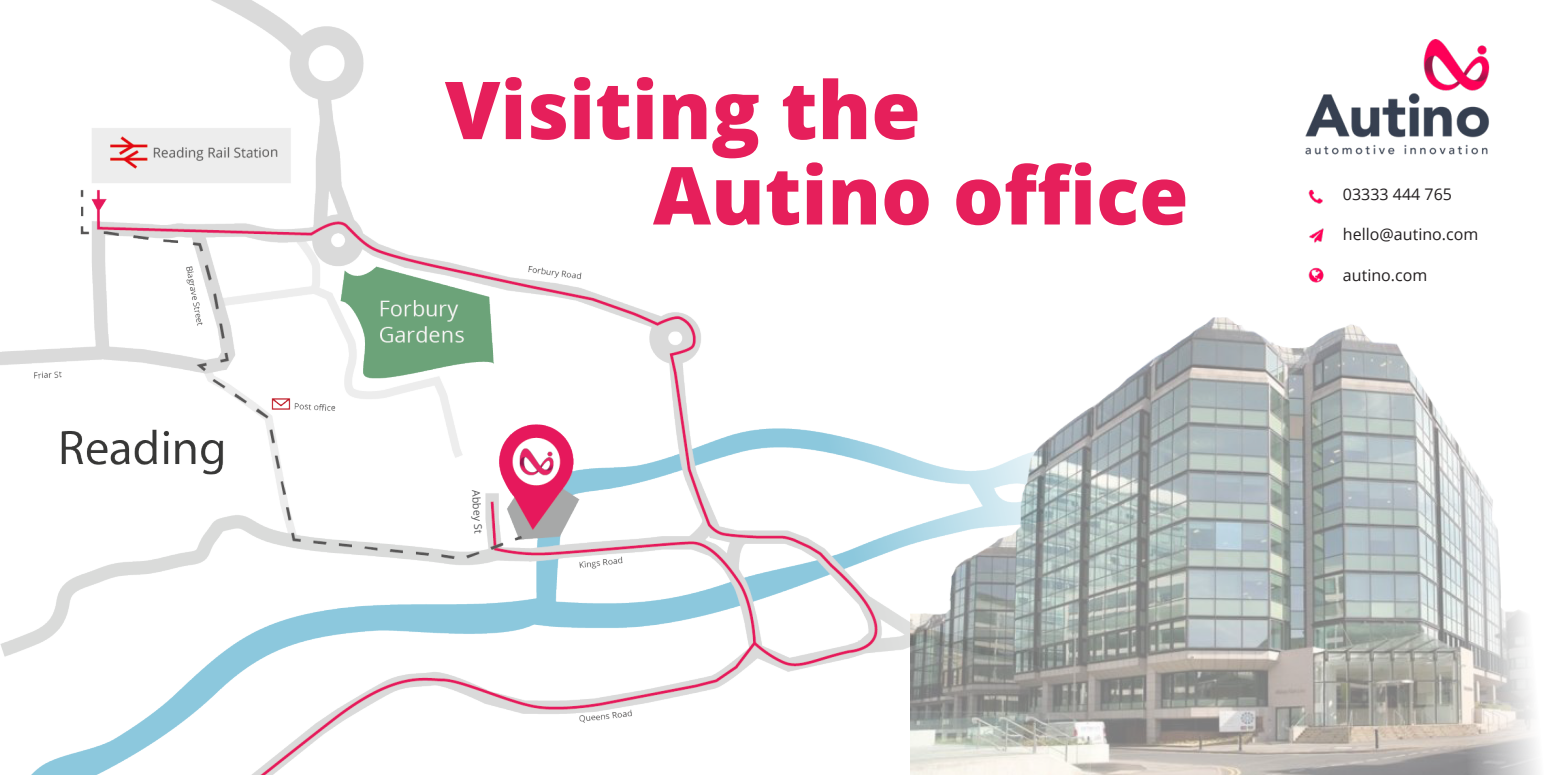 Visiting the
Autino office
Autino
automotive innovation
03333 444 765
hello@autino.com
autino.com
Reading Rail Station
Blagrave Street
Forbury Road
Forbury
Gardens
Friar St
Post office
Reading
Abbey St
Kings Road
Queens Road